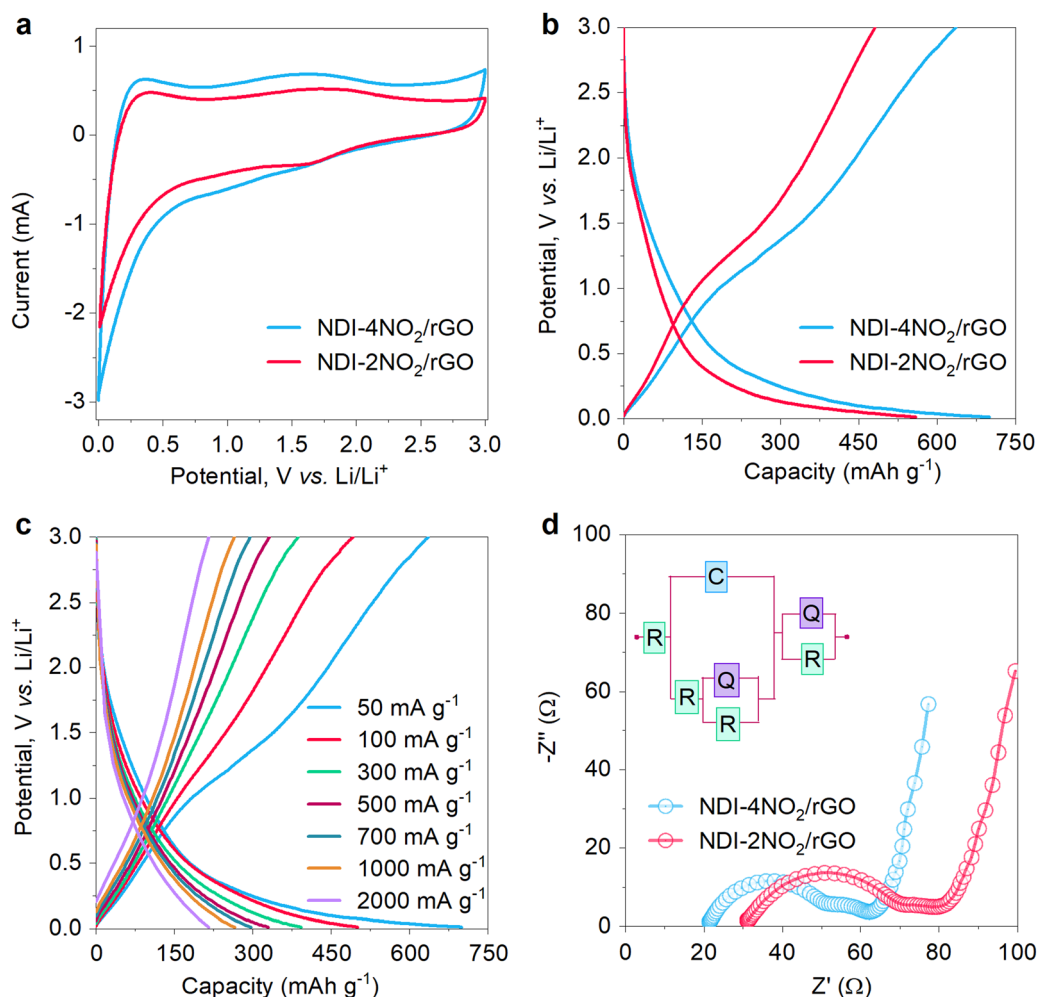 a
1
0
-1
-2
-3
Current (mA)
0.0 0.5 1.0 1.5 2.0 2.5 3.0
Potential, V vs. Li/Li⁺
NDI-4NO₂/rGO
NDI-2NO₂/rGO
b
3.0
2.5
2.0
1.5
1.0
0.5
0.0
Potential, V vs. Li/Li⁺
0 150 300 450 600 750
Capacity (mAh g⁻¹)
NDI-4NO₂/rGO
NDI-2NO₂/rGO
c
3.0
2.5
2.0
1.5
1.0
0.5
0.0
Potential, V vs. Li/Li⁺
0 150 300 450 600 750
Capacity (mAh g⁻¹)
50 mA g⁻¹
100 mA g⁻¹
300 mA g⁻¹
500 mA g⁻¹
700 mA g⁻¹
1000 mA g⁻¹
2000 mA g⁻¹
d
100
80
60
40
20
0
-Z" (Ω)
0 20 40 60 80 100
Z' (Ω)
C
Q
R
R
Q
R
R
NDI-4NO₂/rGO
NDI-2NO₂/rGO